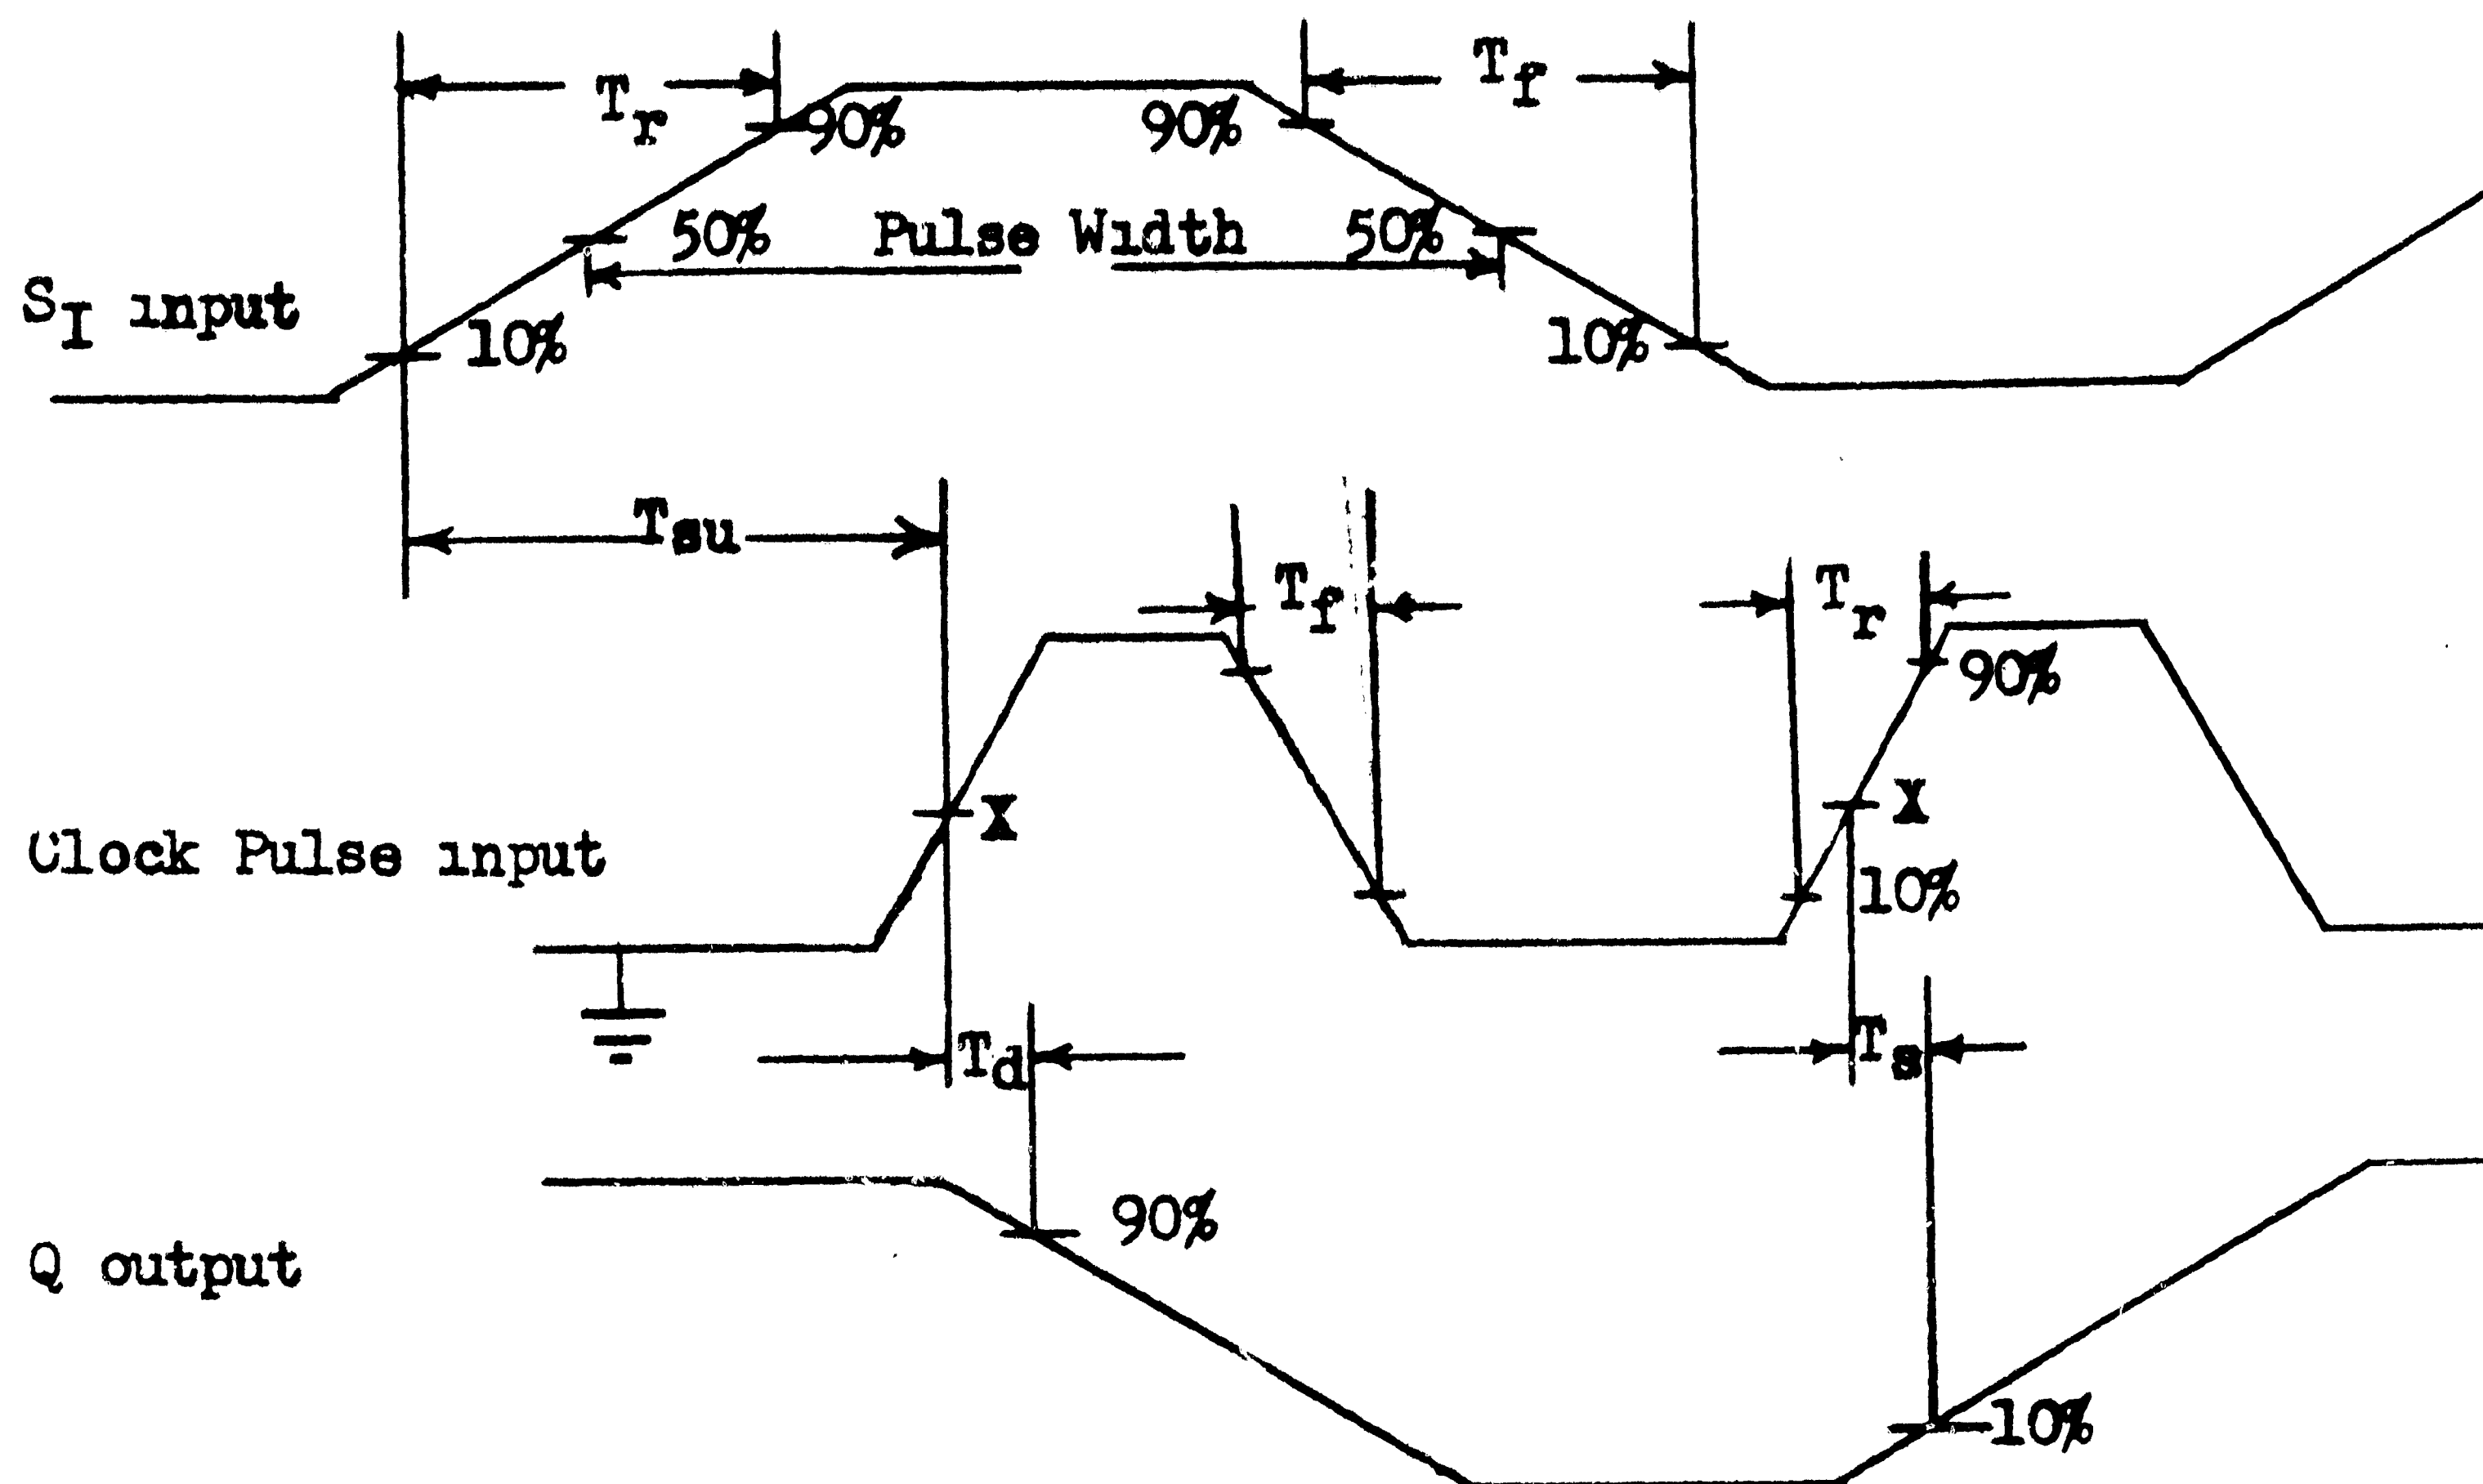 Tr
Tf
90%
90%
50%
Pulse Width
50%
SI input
10%
10%
Tsu
Tf
Tr
90%
X
X
Clock Pulse input
10%
Td
Ts
90%
Q output
10%